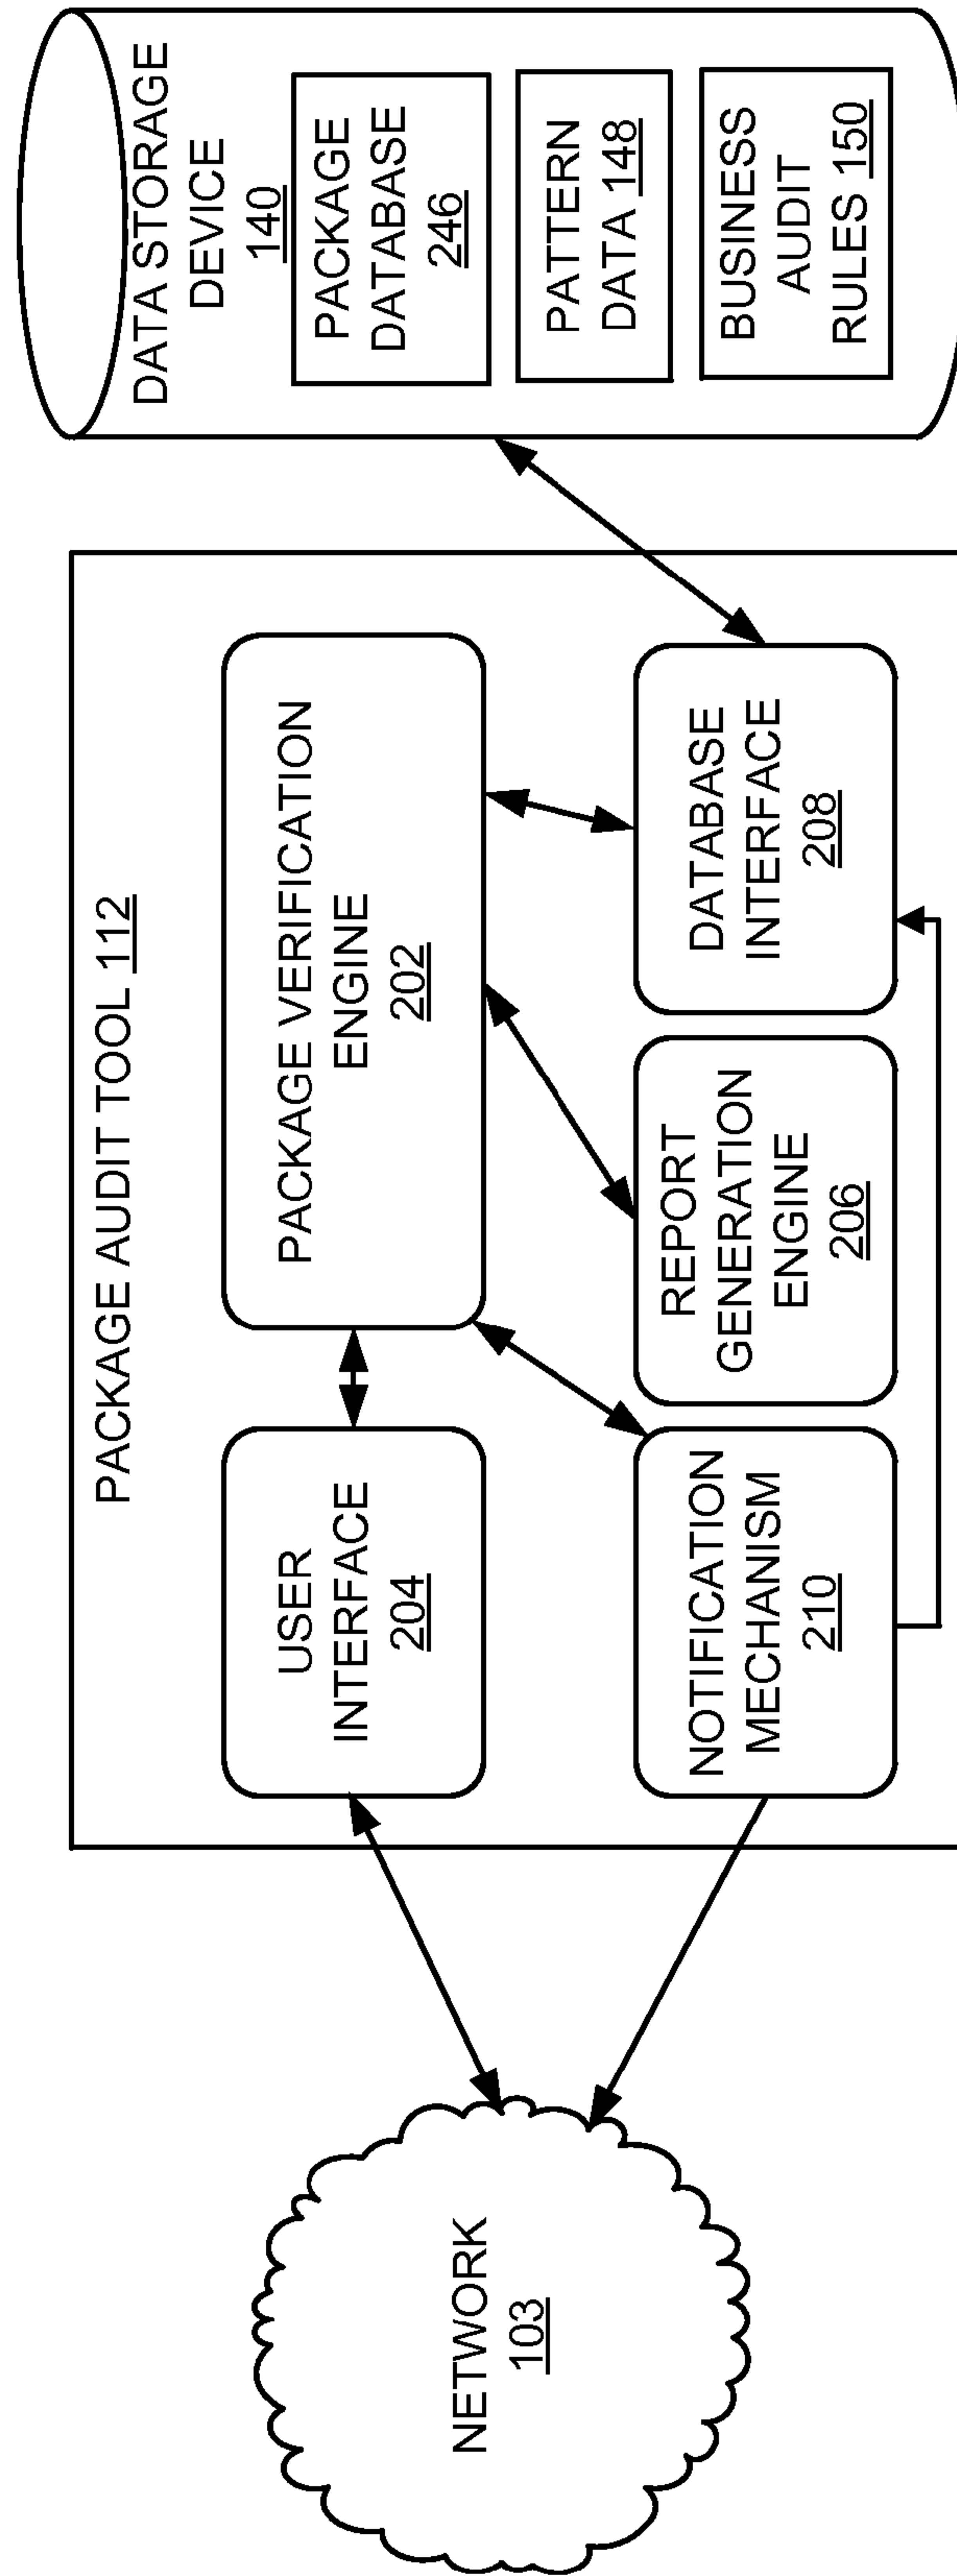 NETWORK
103
PACKAGE AUDIT TOOL 112
USER
INTERFACE
204
PACKAGE VERIFICATION
ENGINE
202
NOTIFICATION
MECHANISM
210
REPORT
GENERATION
ENGINE
206
DATABASE
INTERFACE
208
DATA STORAGE
DEVICE
140
PACKAGE
DATABASE
246
PATTERN
DATA 148
BUSINESS
AUDIT
RULES 150